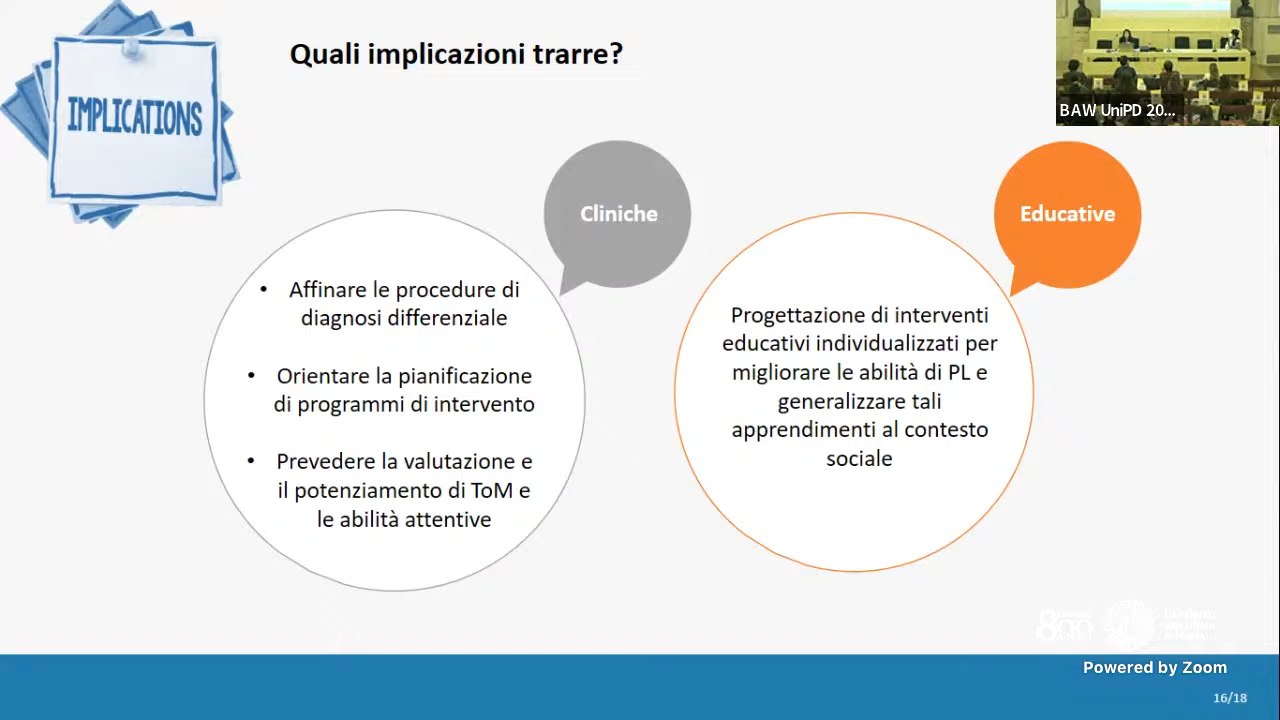 IMPLICATIONS
Quali implicazioni trarre?
BAW UniPD 20...
Cliniche
• Affinare le procedure di
diagnosi differenziale
• Orientare la pianificazione
di programmi di intervento
• Prevedere la valutazione e
il potenziamento di ToM e
le abilità attentive
Educative
Progettazione di interventi
educativi individualizzati per
migliorare le abilità di PL e
generalizzare tali
apprendimenti al contesto
sociale
800
Powered by Zoom
16/18